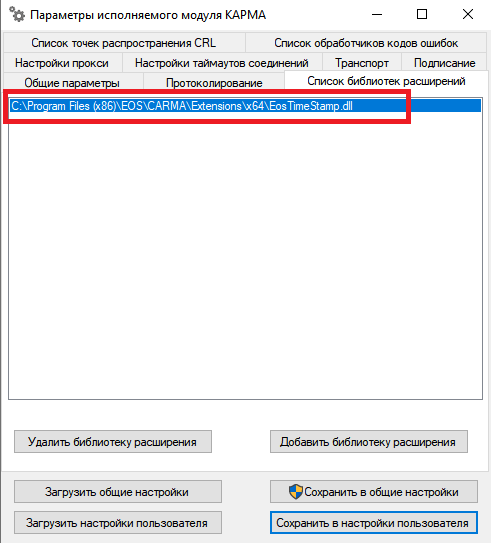 Параметры исполняемого модуля КАРМА
Список точек распространения CRL
Список обработчиков кодов ошибок
Настройки прокси
Настройки таймаутов соединений
Транспорт
Подписание
Общие параметры
Протоколирование
Список библиотек расширений
C:\Program Files (x86)\EOS\CARMA\Extensions\x64\EosTimeStamp.dll
Удалить библиотеку расширения
Добавить библиотеку расширения
Загрузить общие настройки
Сохранить в общие настройки
Загрузить настройки пользователя
Сохранить в настройки пользователя